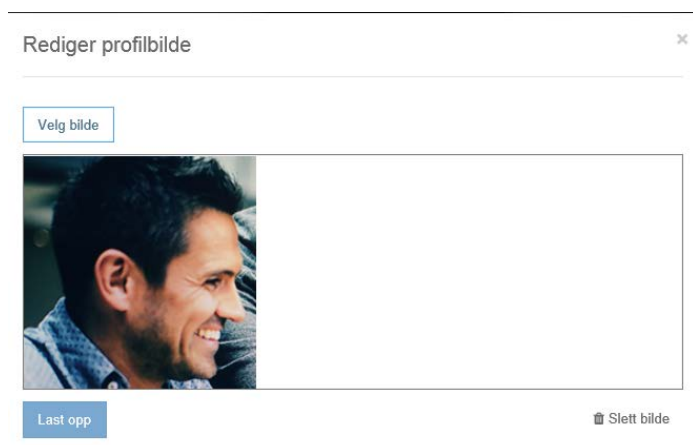 Rediger profilbilde
×
Velg bilde
Last opp
Slett bilde